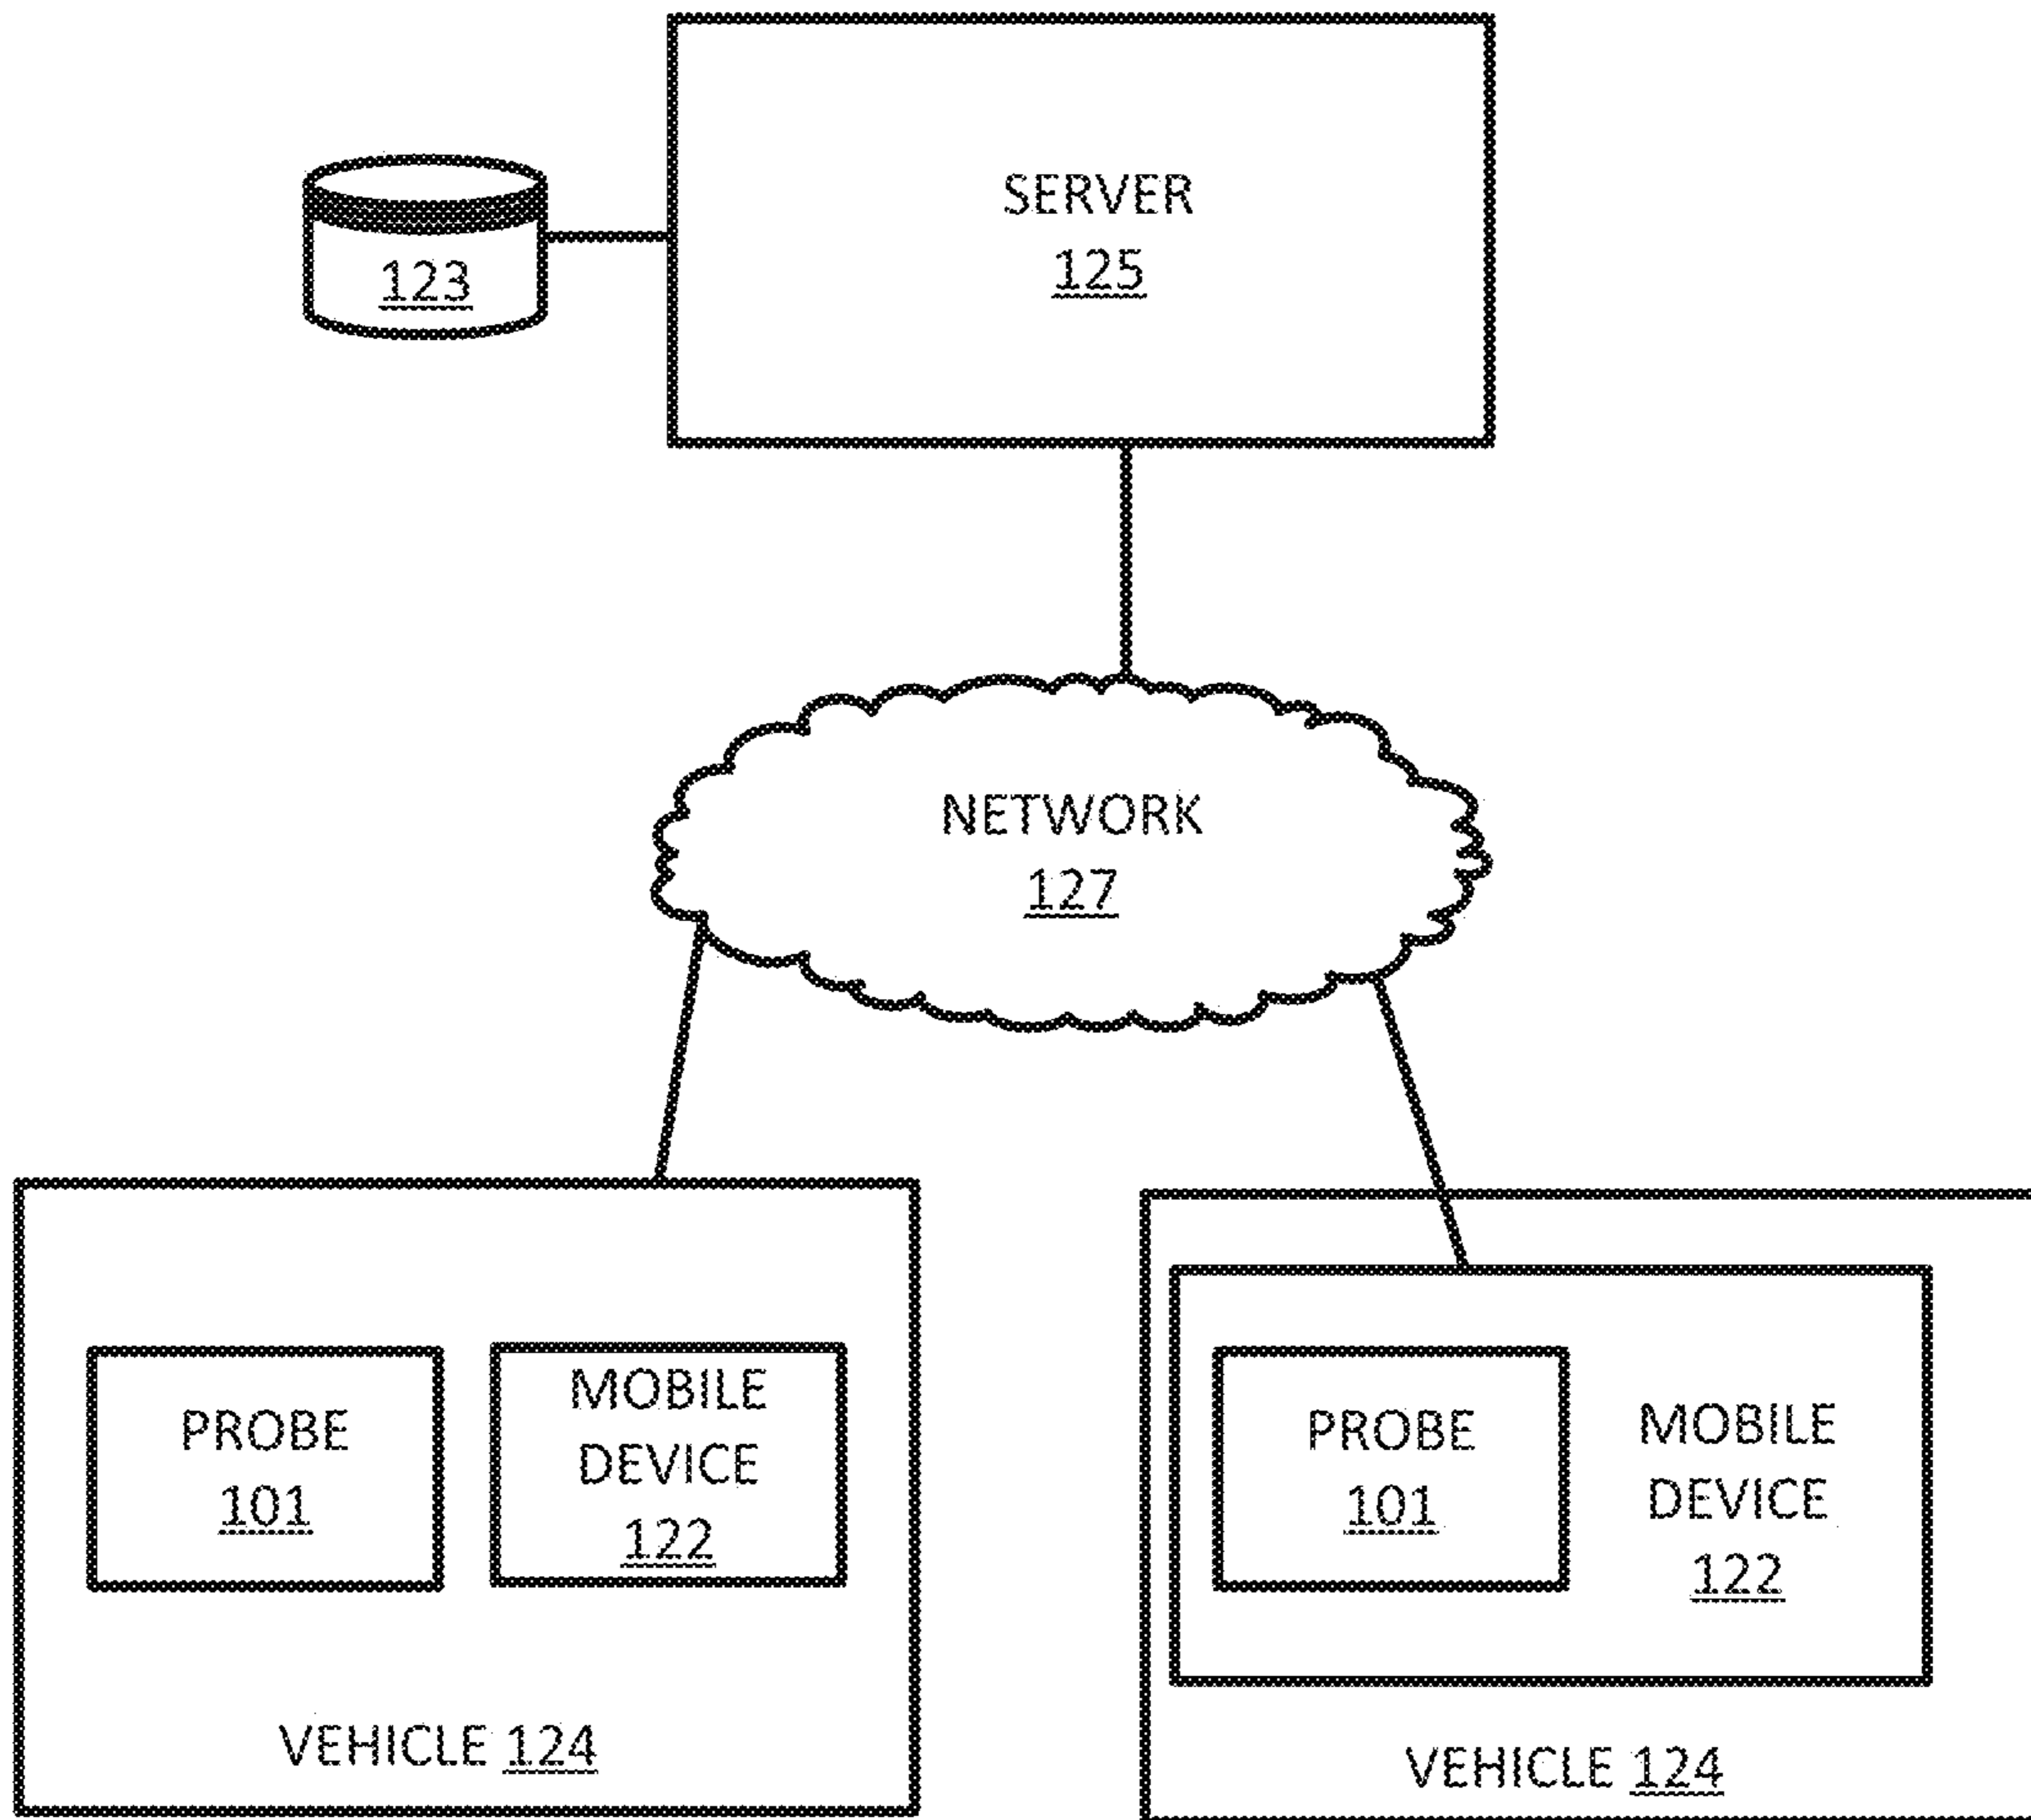 SERVER
125
123
NETWORK
127
PROBE
101
MOBILE
DEVICE
122
VEHICLE 124
PROBE
101
MOBILE
DEVICE
122
VEHICLE 124